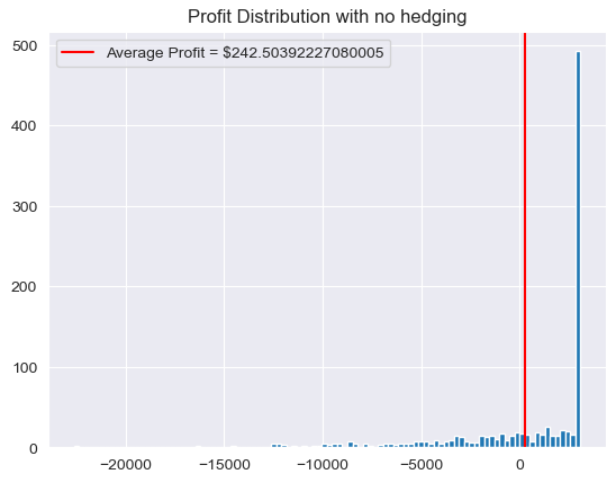 Profit Distribution with no hedging
Average Profit = $242.50392227080005
500
400
300
200
100
0
−20000 −15000 −10000 −5000 0